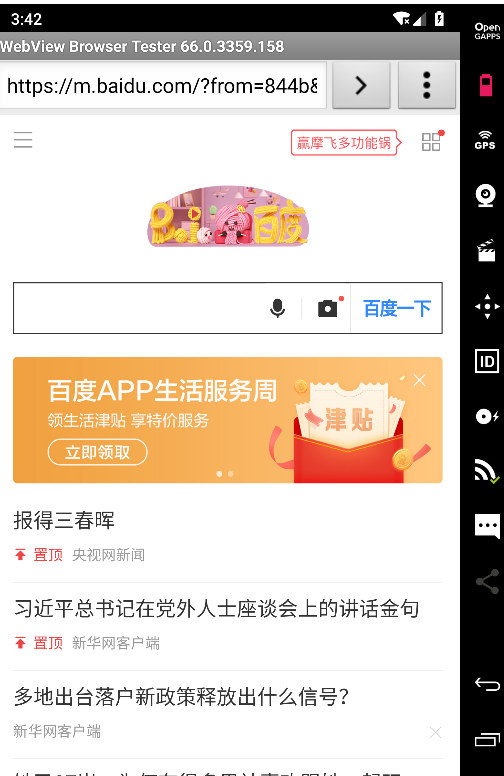 3:42
WebView Browser Tester 66.0.3359.158
https://m.baidu.com/?from=844b&
赢摩飞多功能锅
Bai百度
百度一下
百度APP生活服务周
领生活津贴 享特价服务
津贴
立即领取
报得三春晖
置顶 央视网新闻
习近平总书记在党外人士座谈会上的讲话金句
置顶 新华网客户端
多地出台落户新政策释放出什么信号?
新华网客户端
Open
GAPPS
GPS
ID